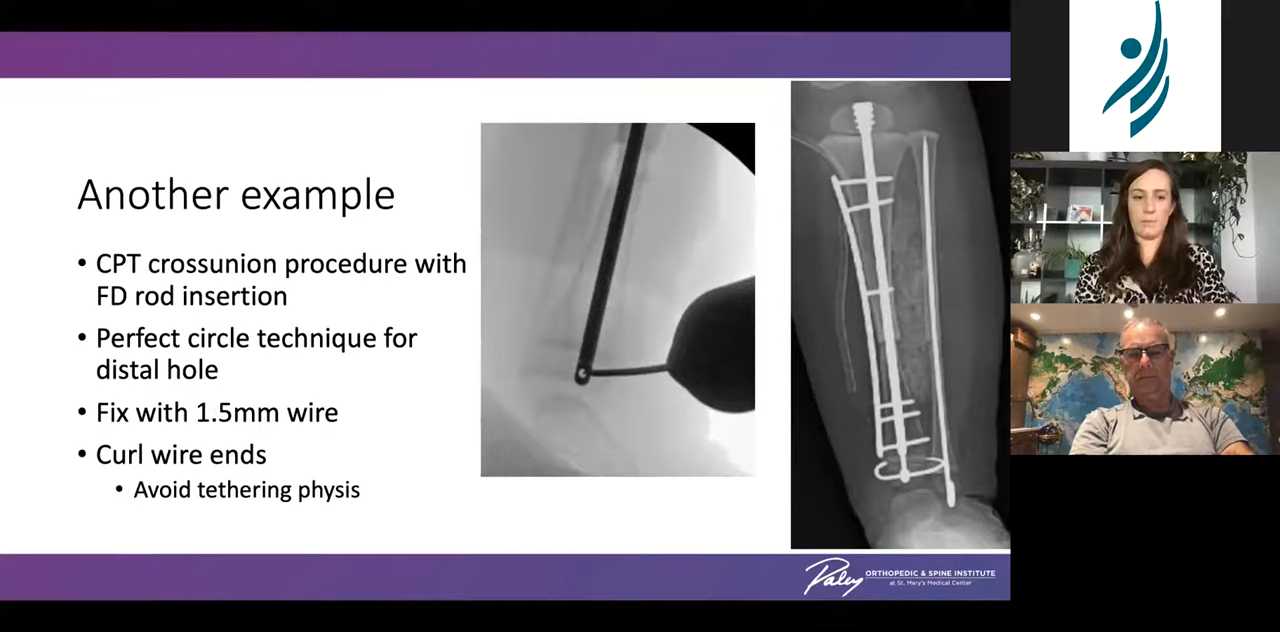 Another example
• CPT crossunion procedure with
FD rod insertion
• Perfect circle technique for
distal hole
• Fix with 1.5mm wire
• Curl wire ends
• Avoid tethering physis
Paley
ORTHOPEDIC & SPINE INSTITUTE
at St. Mary's Medical Center